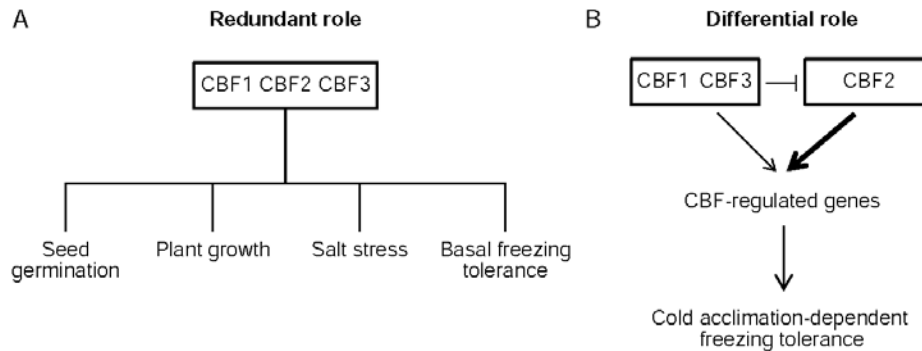 A
Redundant role
CBF1 CBF2 CBF3
Seed
germination
Plant growth
Salt stress
Basal freezing
tolerance
B
Differential role
CBF1 CBF3
CBF2
CBF-regulated genes
Cold acclimation-dependent
freezing tolerance